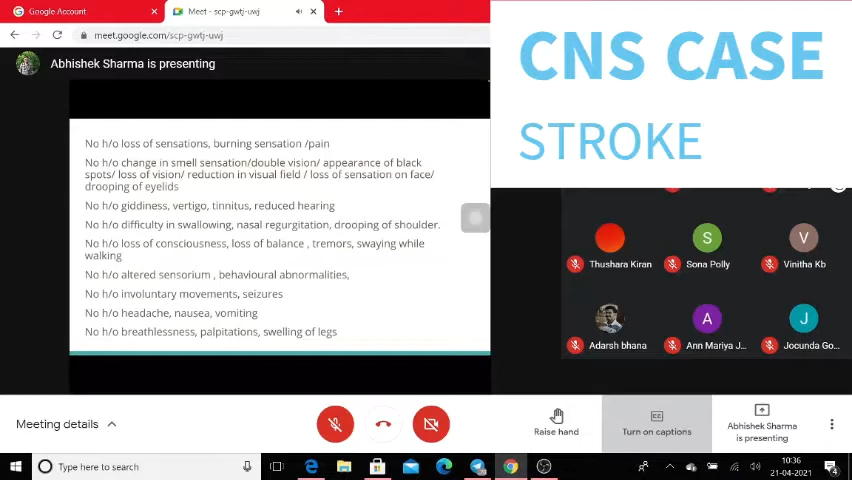 Google Account
Meet - scp-gwtj-uwj
meet.google.com/scp-gwtj-uwj
Abhishek Sharma is presenting
CNS CASE
STROKE
No h/o loss of sensations, burning sensation /pain
No h/o change in smell sensation/double vision/ appearance of black
spots/ loss of vision/ reduction in visual field / loss of sensation on face/
drooping of eyelids
No h/o giddiness, vertigo, tinnitus, reduced hearing
No h/o difficulty in swallowing, nasal regurgitation, drooping of shoulder.
No h/o loss of consciousness, loss of balance , tremors, swaying while
walking
No h/o altered sensorium , behavioural abnormalities,
No h/o involuntary movements, seizures
No h/o headache, nausea, vomiting
No h/o breathlessness, palpitations, swelling of legs
S
V
Thushara Kiran
Sona Polly
Vinitha Kb
A
J
Adarsh bhana
Ann Mariya J...
Jocunda Go...
Meeting details
Raise hand
CC
Turn on captions
Abhishek Sharma
is presenting
Type here to search
10:36
21-04-2021
4